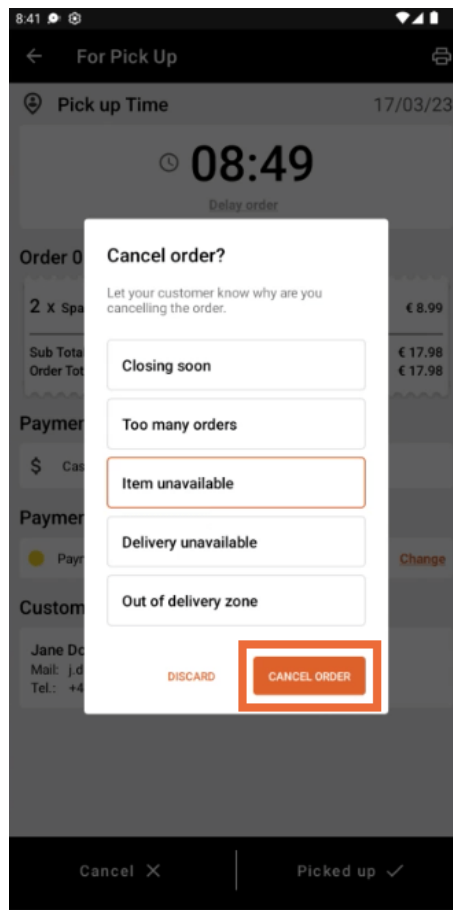 8:41
For Pick Up
Pick up Time 17/03/23
08:49
Delay order
Order 0
2 x Spa € 8.99
Sub Tota € 17.98
Order Tot € 17.98
Paymen
$ Cas
Paymen
Payn Change
Custom
Jane Do
Mail: j.d
Tel.: +4
Cancel order?
Let your customer know why are you
cancelling the order.
Closing soon
Too many orders
Item unavailable
Delivery unavailable
Out of delivery zone
DISCARD CANCEL ORDER
Cancel Picked up